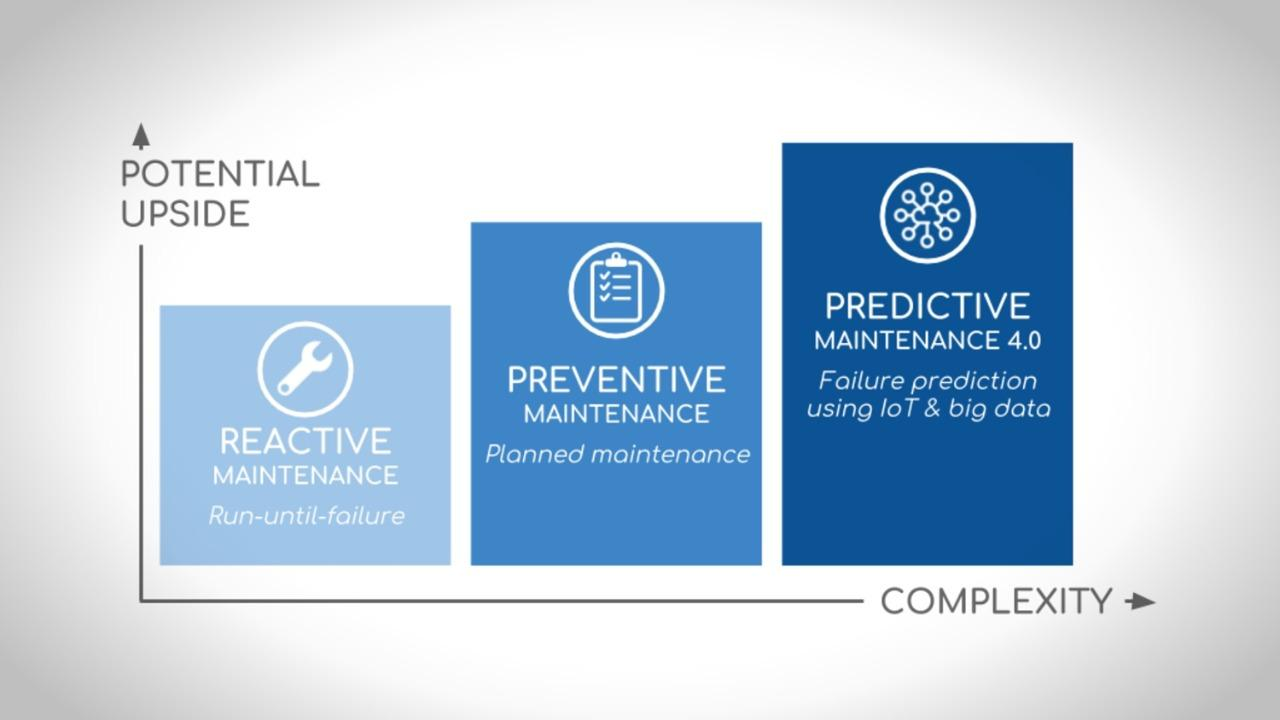 POTENTIAL
UPSIDE
REACTIVE
MAINTENANCE
Run-until-failure
PREVENTIVE
MAINTENANCE
Planned maintenance
PREDICTIVE
MAINTENANCE 4.0
Failure prediction
using IoT & big data
COMPLEXITY